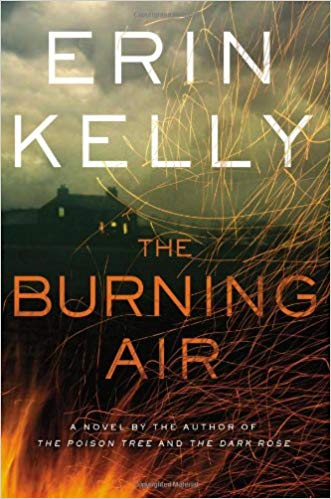 ERIN
KELLY
THE
BURNING
AIR
A NOVEL BY THE AUTHOR OF
THE POISON TREE AND THE DARK ROSE